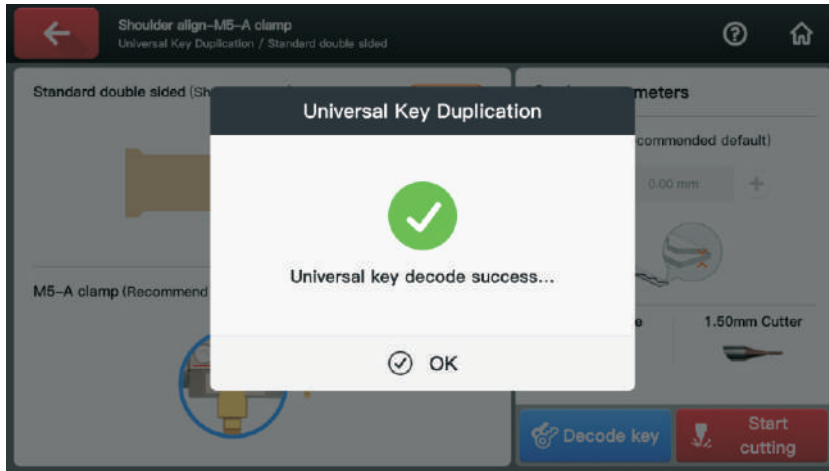 Shoulder align-M5-A clamp
Universal Key Duplication / Standard double sided
Standard double sided (Sh
meters
Universal Key Duplication
commended default)
0.00 mm
Universal key decode success...
M5-A clamp (Recommend
1.50mm Cutter
OK
Decode key
Start
cutting